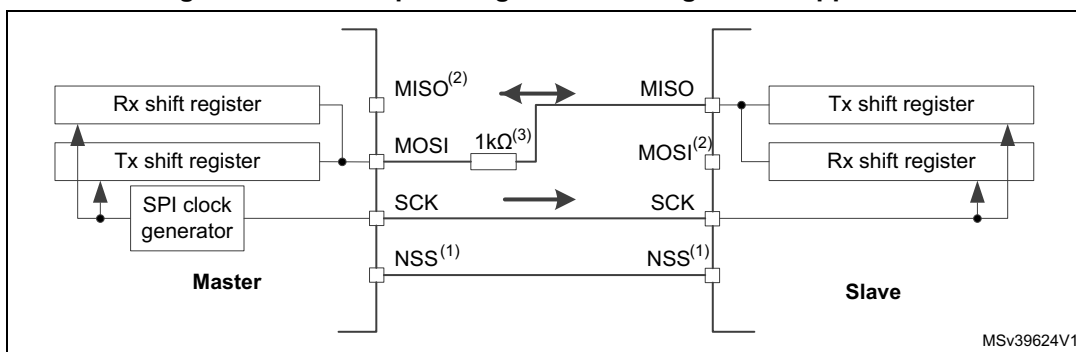 MISO(2)
MISO
Rx shift register
Tx shift register
MOSI
1kΩ(3)
MOSI(2)
Tx shift register
Rx shift register
SPI clock
generator
SCK
SCK
NSS(1)
NSS(1)
Master
Slave
MSv39624V1